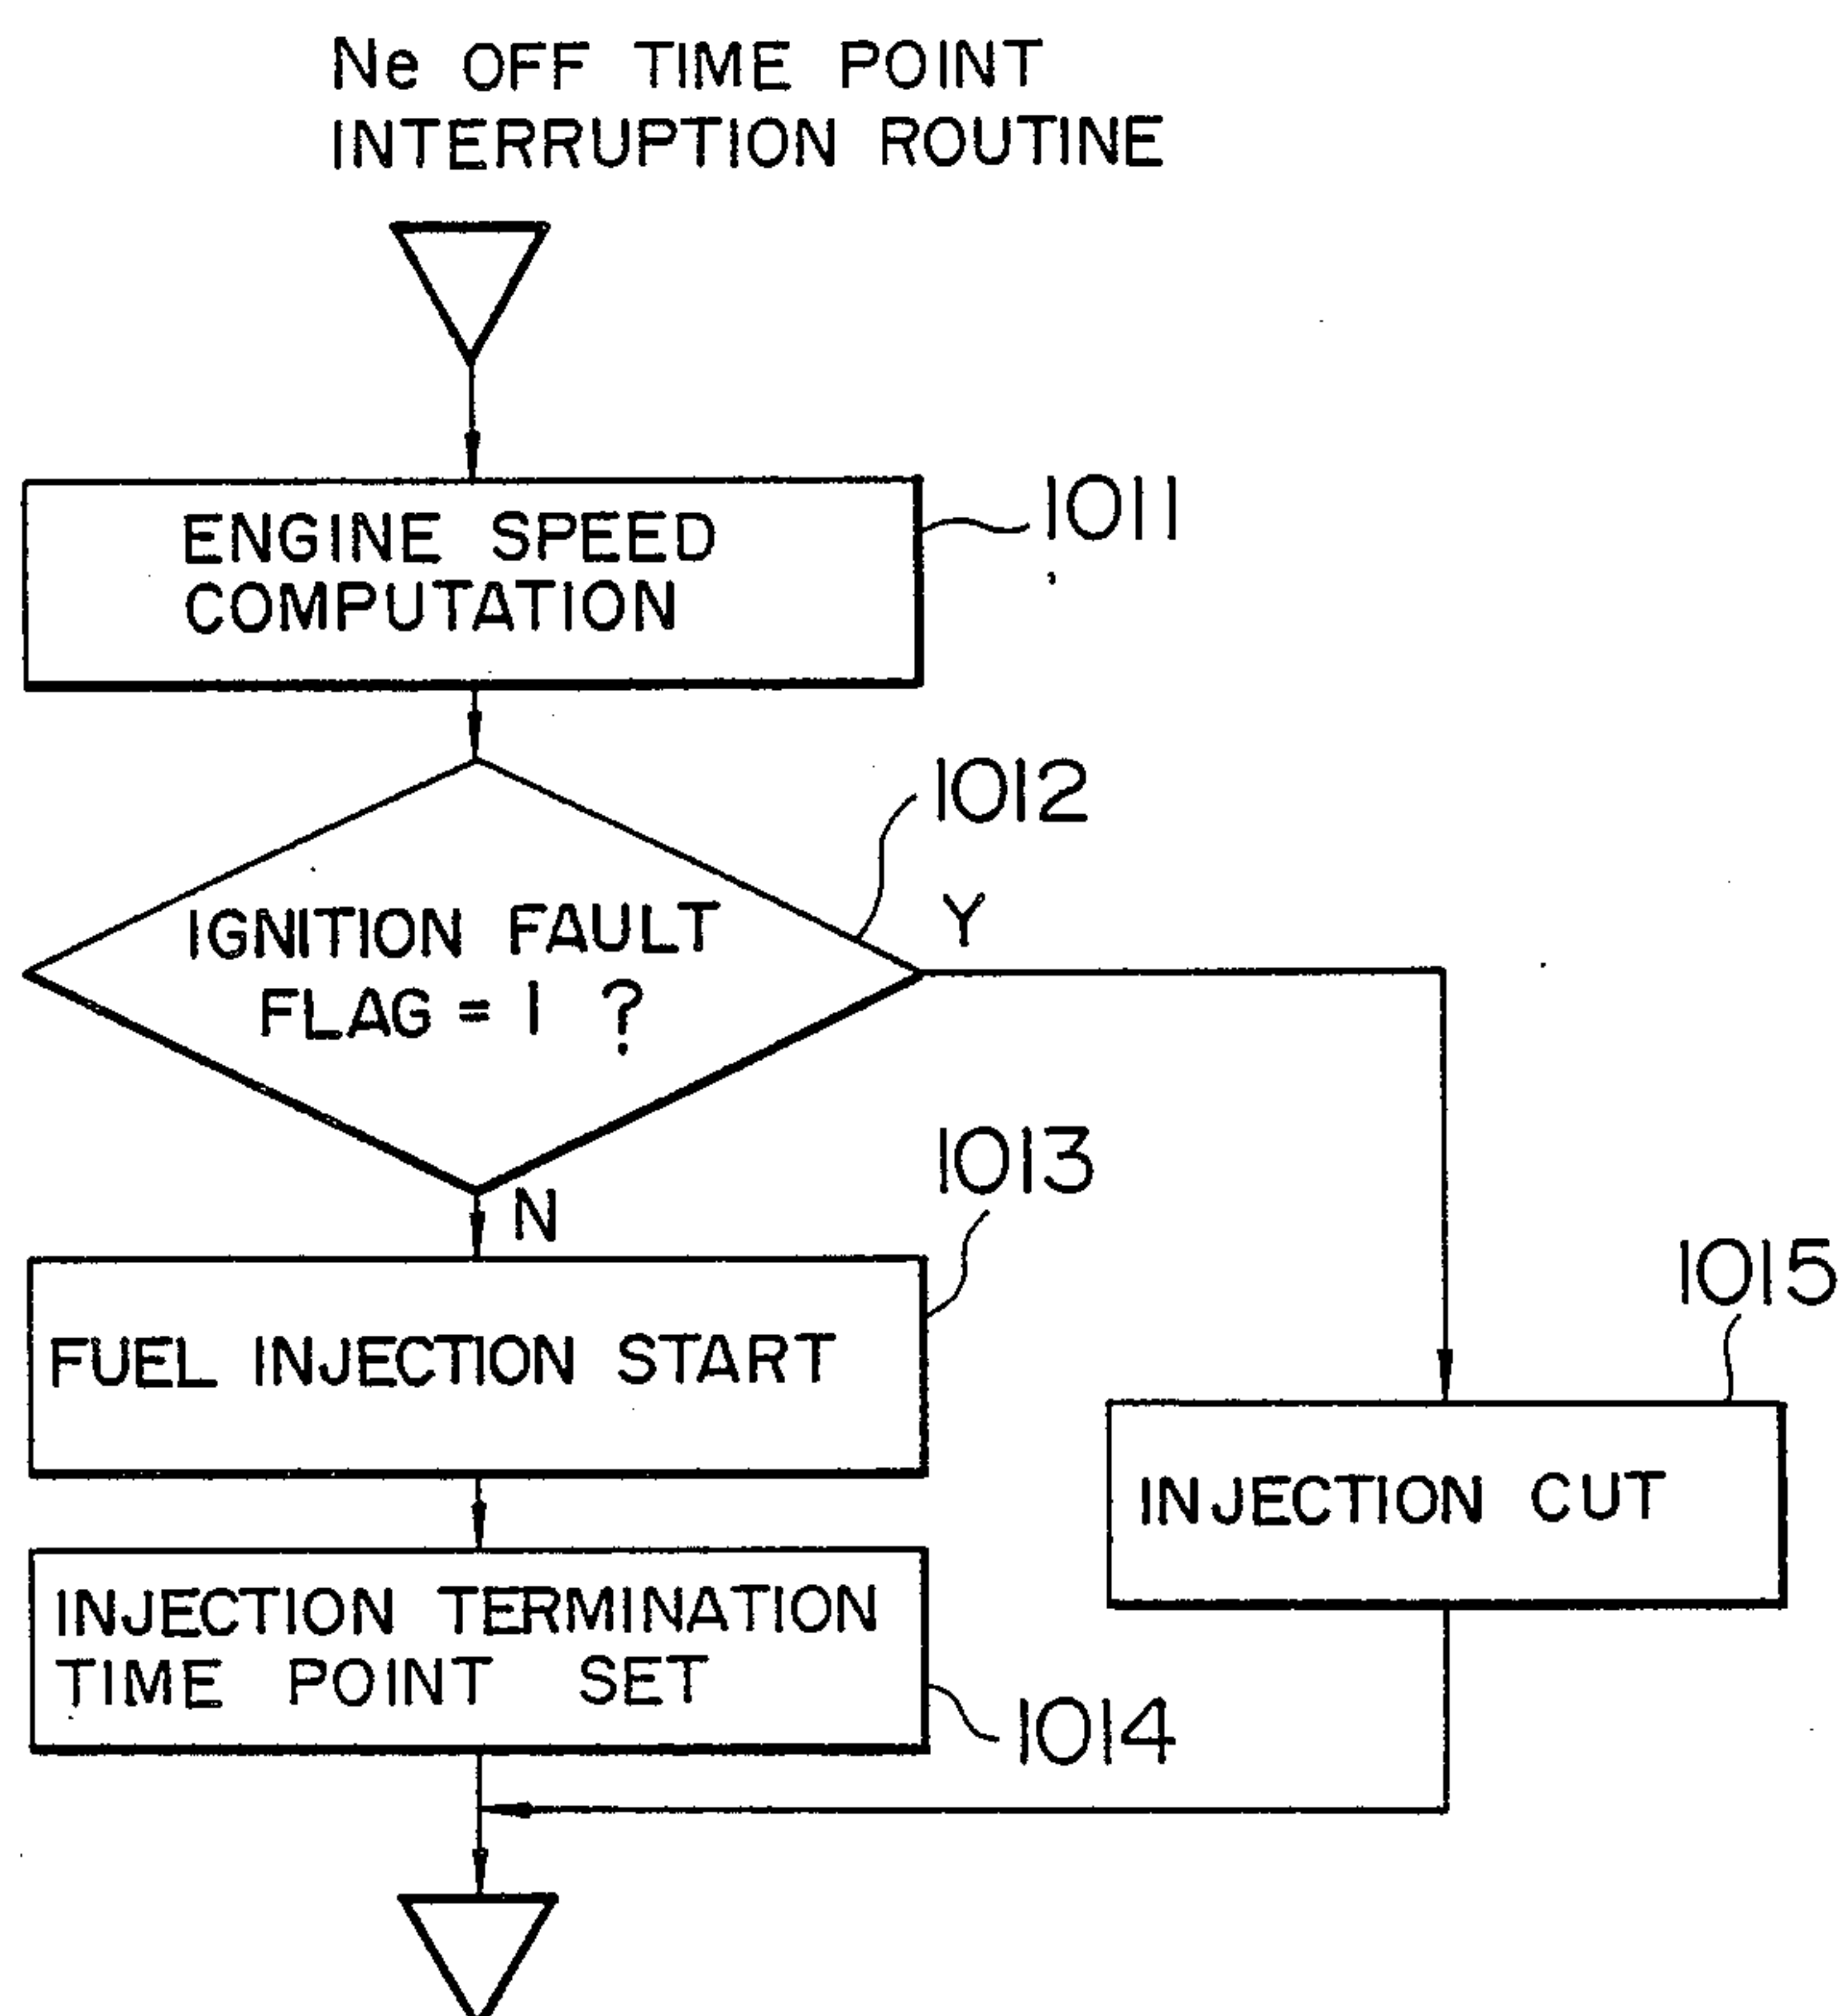 Ne OFF TIME POINT
INTERRUPTION ROUTINE
ENGINE SPEED
COMPUTATION
1011
1012
IGNITION FAULT
FLAG = 1 ?
Y
N
1013
FUEL INJECTION START
1015
INJECTION CUT
INJECTION TERMINATION
TIME POINT SET
1014